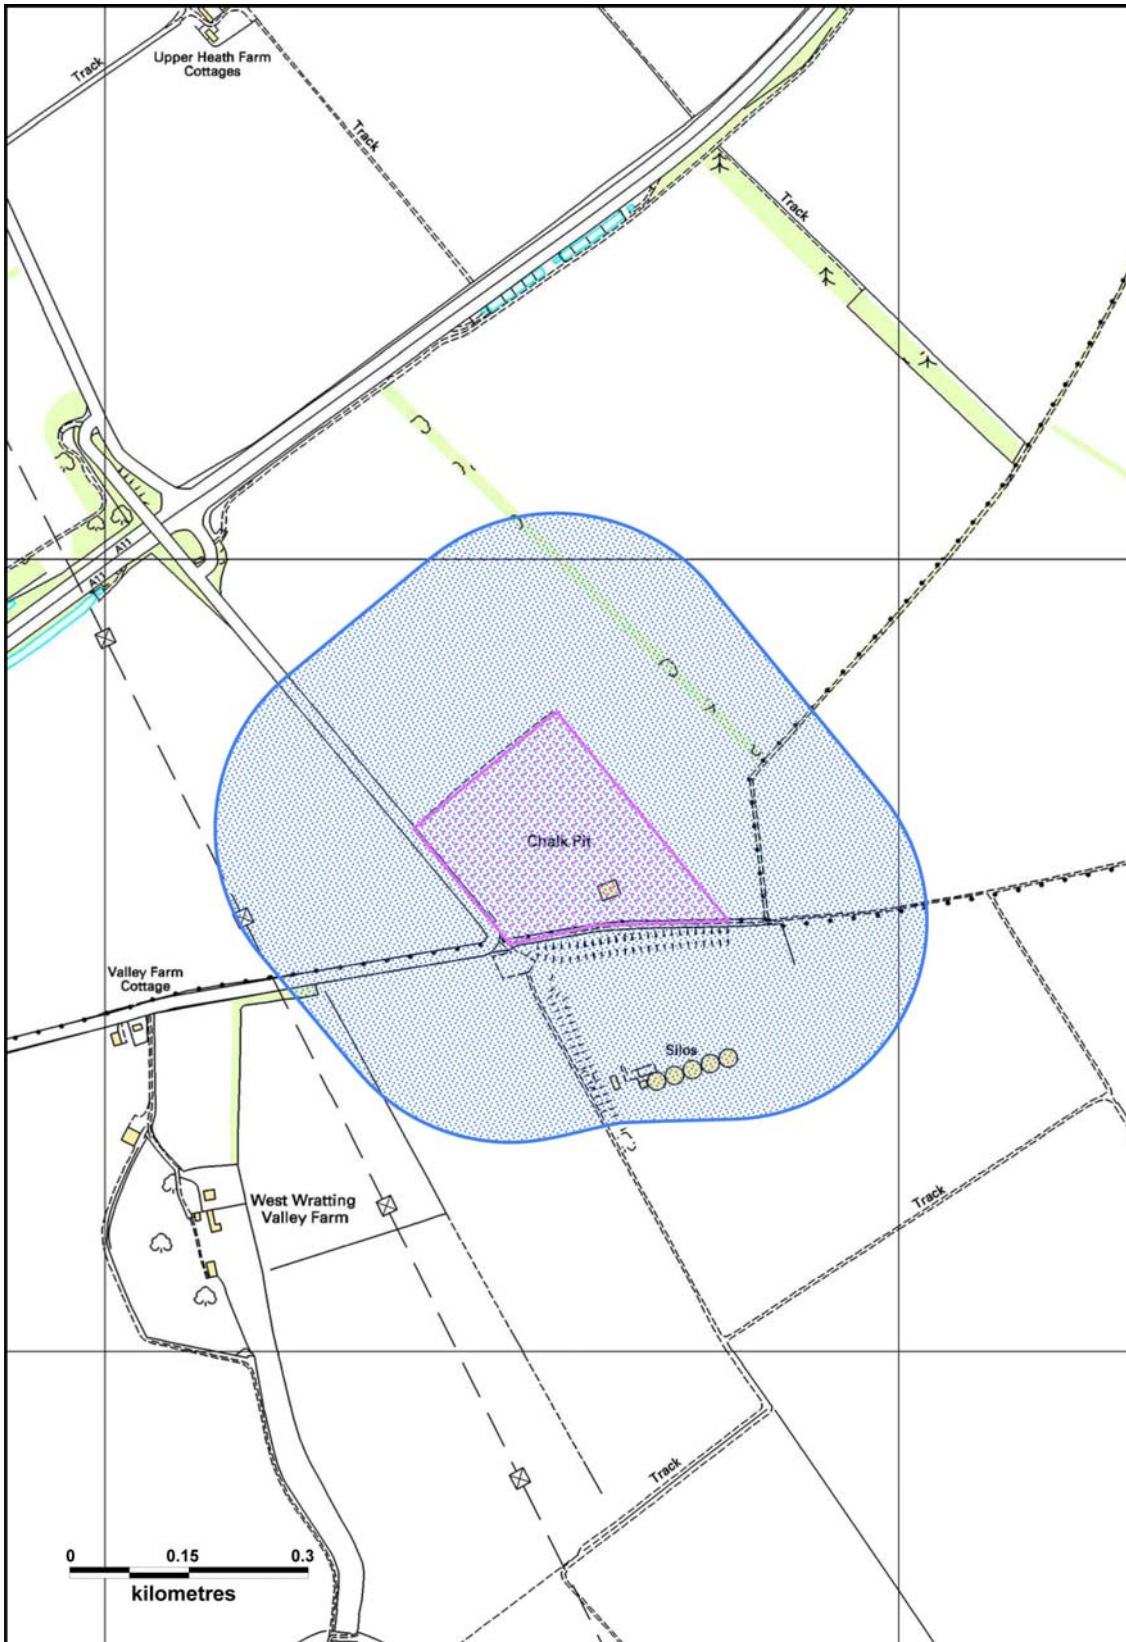 Upper Heath Farm
Cottages
Track
Track
Track
A11
A11
Chalk Pit
Valley Farm
Cottage
Silos
West Wratting
Valley Farm
Track
Track
0 0.15 0.3
kilometres